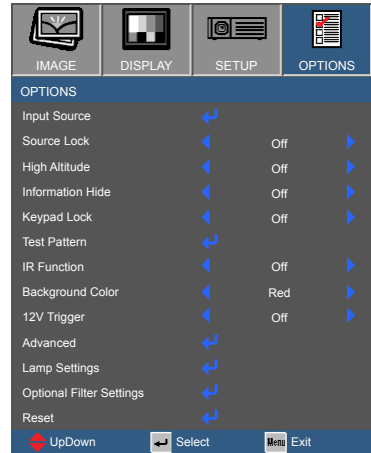 IMAGE DISPLAY SETUP OPTIONS
OPTIONS
Input Source
Source Lock Off
High Altitude Off
Information Hide Off
Keypad Lock Off
Test Pattern
IR Function Off
Background Color Red
12V Trigger Off
Advanced
Lamp Settings
Optional Filter Settings
Reset
UpDown Select Menu Exit